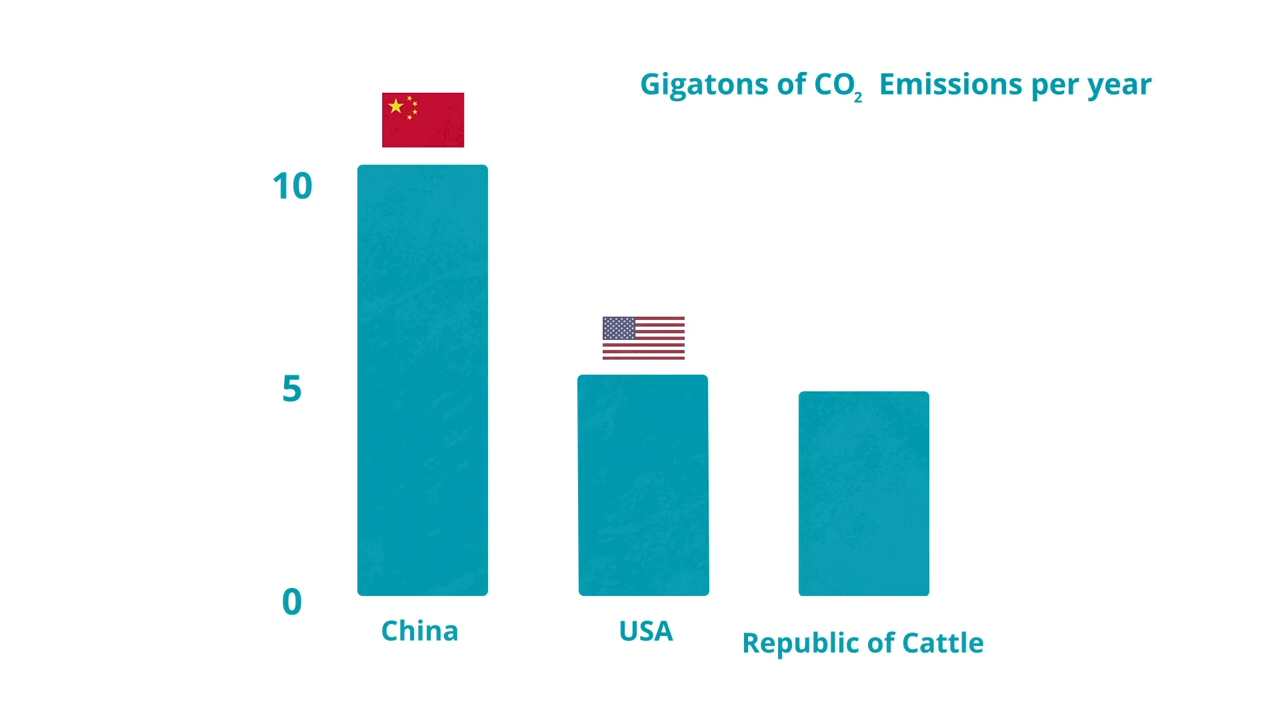 Gigatons of CO₂ Emissions per year
10
5
0
China
USA
Republic of Cattle